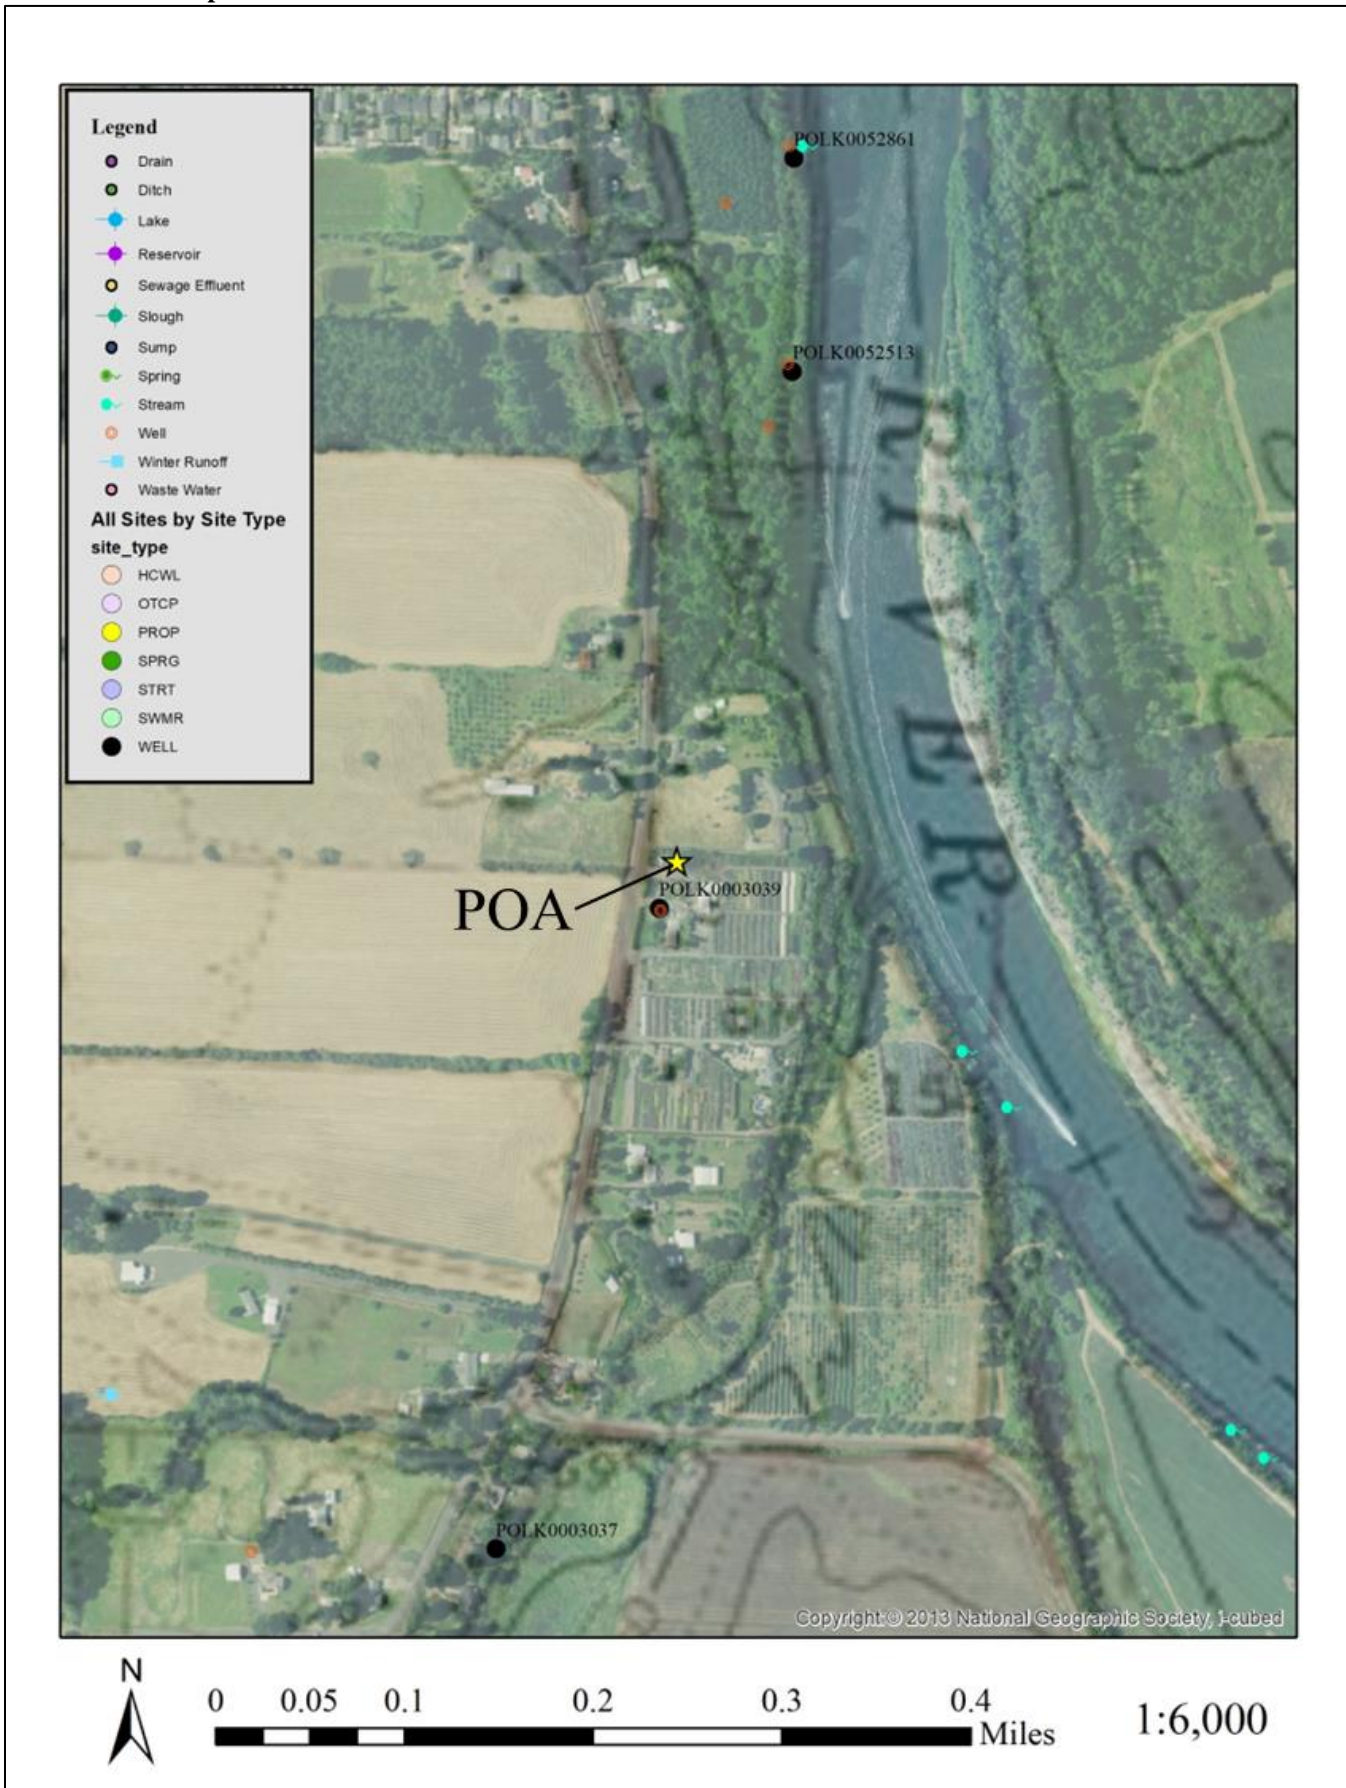 Legend
Drain
Ditch
Lake
Reservoir
Sewage Effluent
Slough
Sump
Spring
Stream
Well
Winter Runoff
Waste Water
All Sites by Site Type
site_type
HCWL
OTCP
PROP
SPRG
STRT
SWMR
WELL
POLK0052861
POLK0052513
RIVER
POA
POLK0003039
POLK0003037
Copyright:© 2013 National Geographic Society, i-cubed
N
0 0.05 0.1 0.2 0.3 0.4
Miles
1:6,000